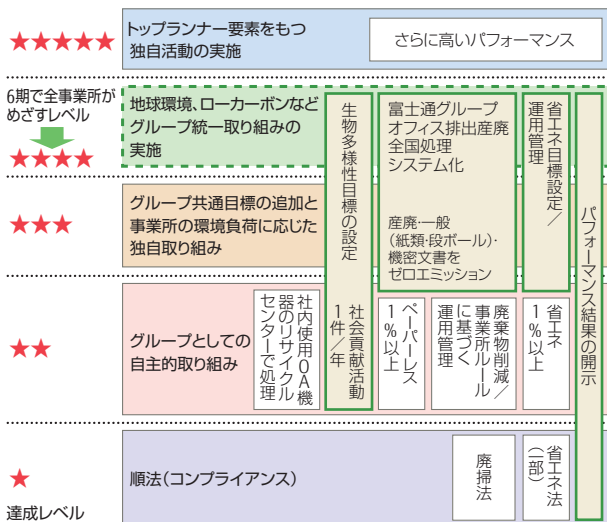 ★★★★★
トップランナー要素をもつ
独自活動の実施
さらに高いパフォーマンス
6期で全事業所が
めざすレベル
★★★★
地球環境、ローカーボンなど
グループ統一取り組みの
実施
生物多様性目標の設定
富士通グループ
オフィス排出産廃
全国処理
システム化
省エネ目標設定／
運用管理
★★★
グループ共通目標の追加と
事業所の環境負荷に応じた
独自取り組み
産廃・一般
（紙類・段ボール）・
機密文書を
ゼロエミッション
パフォーマンス結果の開示
★★
グループとしての
自主的取り組み
社内使用OA機
器のリサイクル
センターで処理
社会貢献活動
1件／年
ペーパーレス
1%以上
廃棄物削減／
事業所ルール
に基づく
運用管理
省エネ
1%以上
★
達成レベル
順法（コンプライアンス）
廃掃法
省エネ法
（一部）